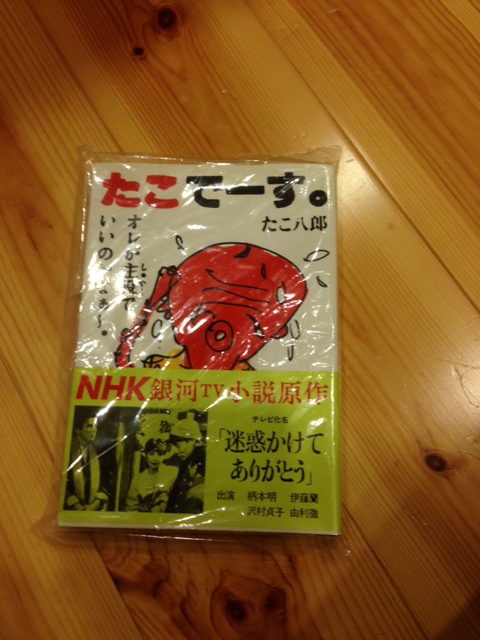 たこでーす。
たこ八郎
オレが主役で
いいの
NHK銀河TV小説原作
テレビ化名
「迷惑かけて
ありがとう」
出演 柄本明 伊藤蘭
沢村貞子 由利徹